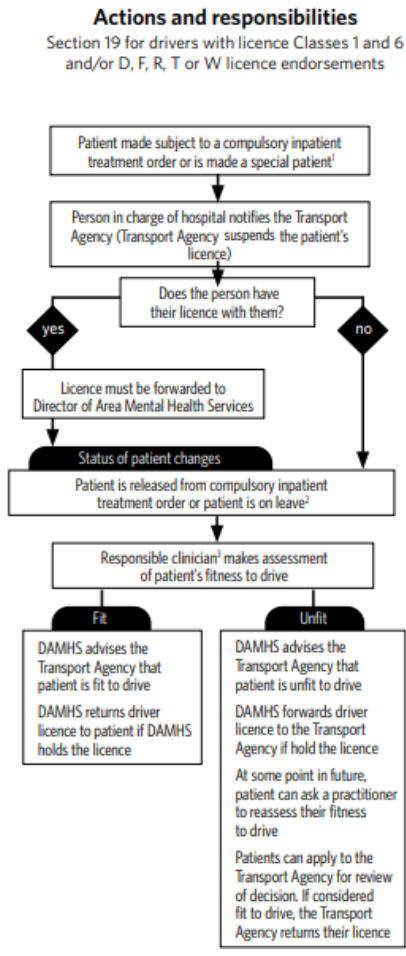 Actions and responsibilities
Section 19 for drivers with licence Classes 1 and 6
and/or D, F, R, T or W licence endorsements
Patient made subject to a compulsory inpatient
treatment order or is made a special patient¹
Person in charge of hospital notifies the Transport
Agency (Transport Agency suspends the patient's
licence)
Does the person have
their licence with them?
yes
no
Licence must be forwarded to
Director of Area Mental Health Services
Status of patient changes
Patient is released from compulsory inpatient
treatment order or patient is on leave²
Responsible clinician³ makes assessment
of patient's fitness to drive
Fit
DAMHS advises the
Transport Agency that
patient is fit to drive
DAMHS returns driver
licence to patient if DAMHS
holds the licence
Unfit
DAMHS advises the
Transport Agency that
patient is unfit to drive
DAMHS forwards driver
licence to the Transport
Agency if hold the licence
At some point in future,
patient can ask a practitioner
to reassess their fitness
to drive
Patients can apply to the
Transport Agency for review
of decision. If considered
fit to drive, the Transport
Agency returns their licence